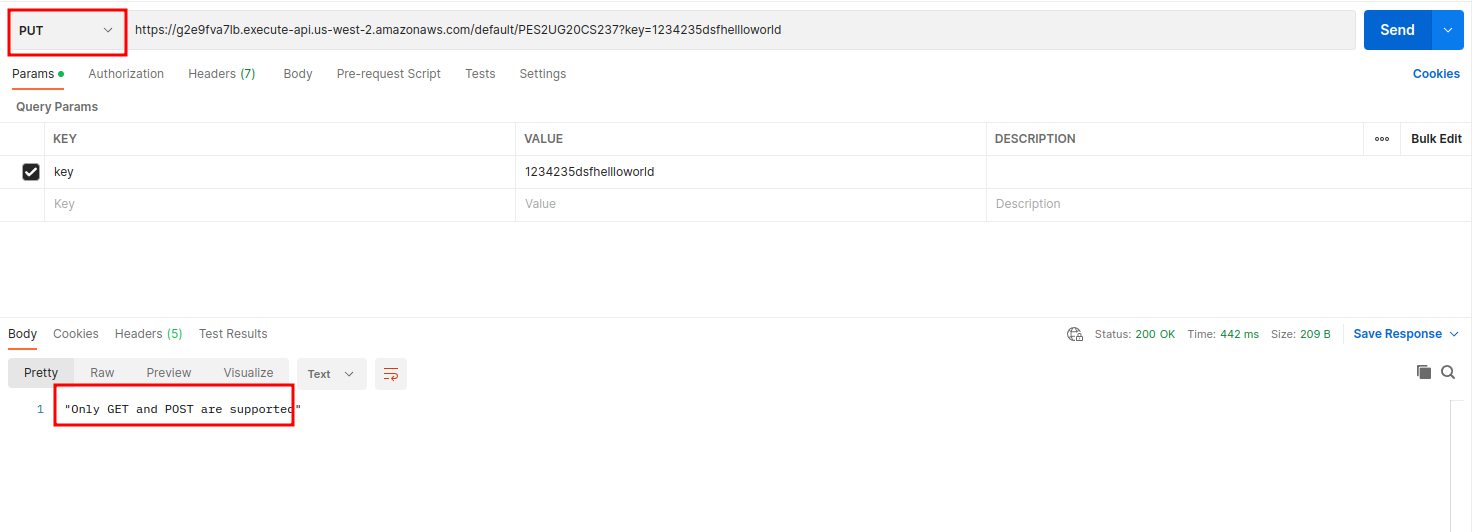 PUT https://g2e9fva7lb.execute-api.us-west-2.amazonaws.com/default/PES2UG20CS237?key=1234235dsfhellloworld Send
Params Authorization Headers (7) Body Pre-request Script Tests Settings Cookies
Query Params
KEY VALUE DESCRIPTION Bulk Edit
key 1234235dsfhellloworld
Key Value Description
Body Cookies Headers (5) Test Results Status: 200 OK Time: 442 ms Size: 209 B Save Response
Pretty Raw Preview Visualize Text
1 "Only GET and POST are supported"